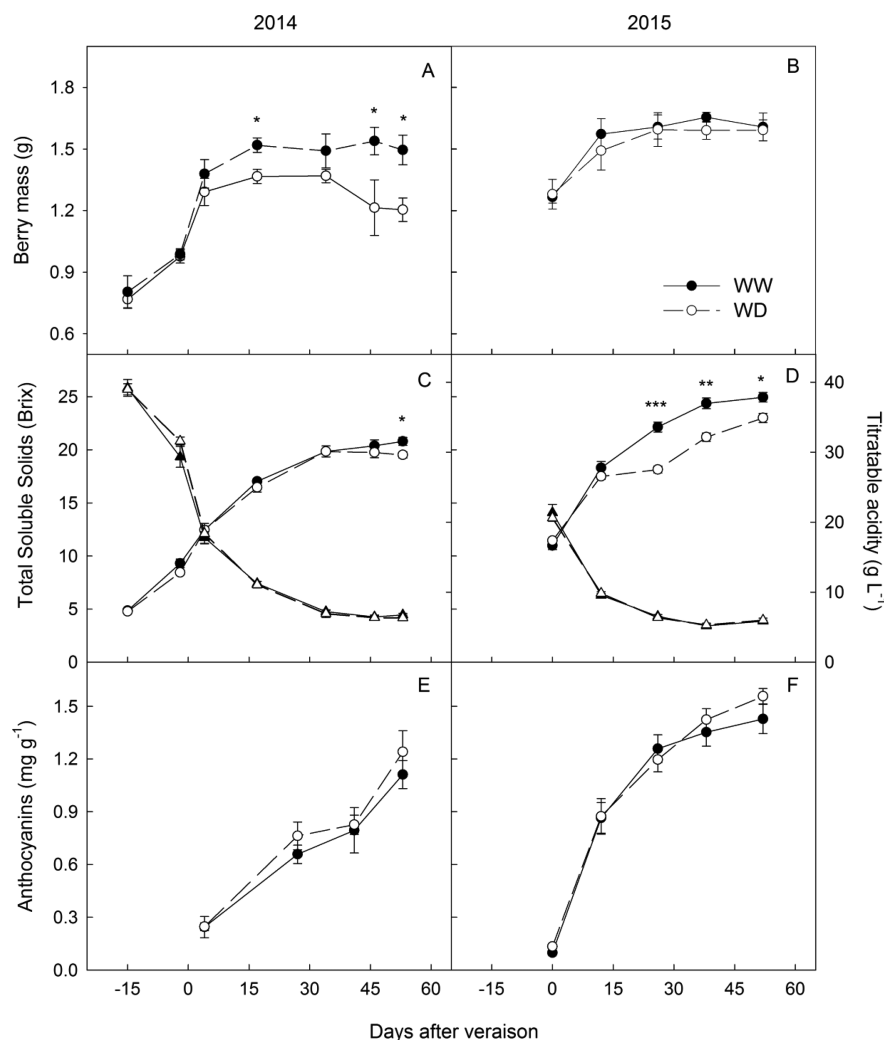 2014
2015
A
B
*
*
*
1.8
1.5
1.2
0.9
0.6
Berry mass (g)
WW
WD
C
D
*
***
**
*
25
20
15
10
5
0
Total Soluble Solids (Brix)
40
30
20
10
0
Titratable acidity (g L⁻¹)
E
F
1.5
1.2
0.9
0.6
0.3
0.0
Anthocyanins (mg g⁻¹)
-15 0 15 30 45 60
-15 0 15 30 45 60
Days after veraison